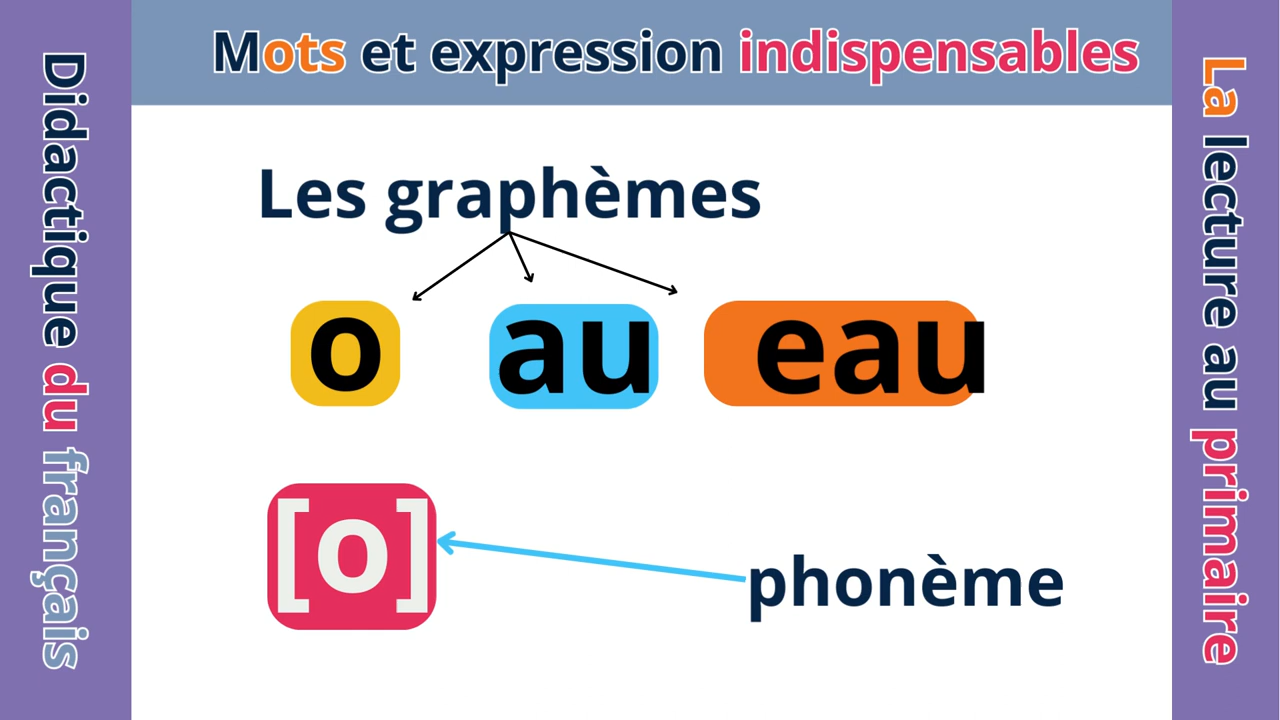 Mots et expression indispensables
Didactique du français
Les graphèmes
o au eau
[o]
phonème
La lecture au primaire